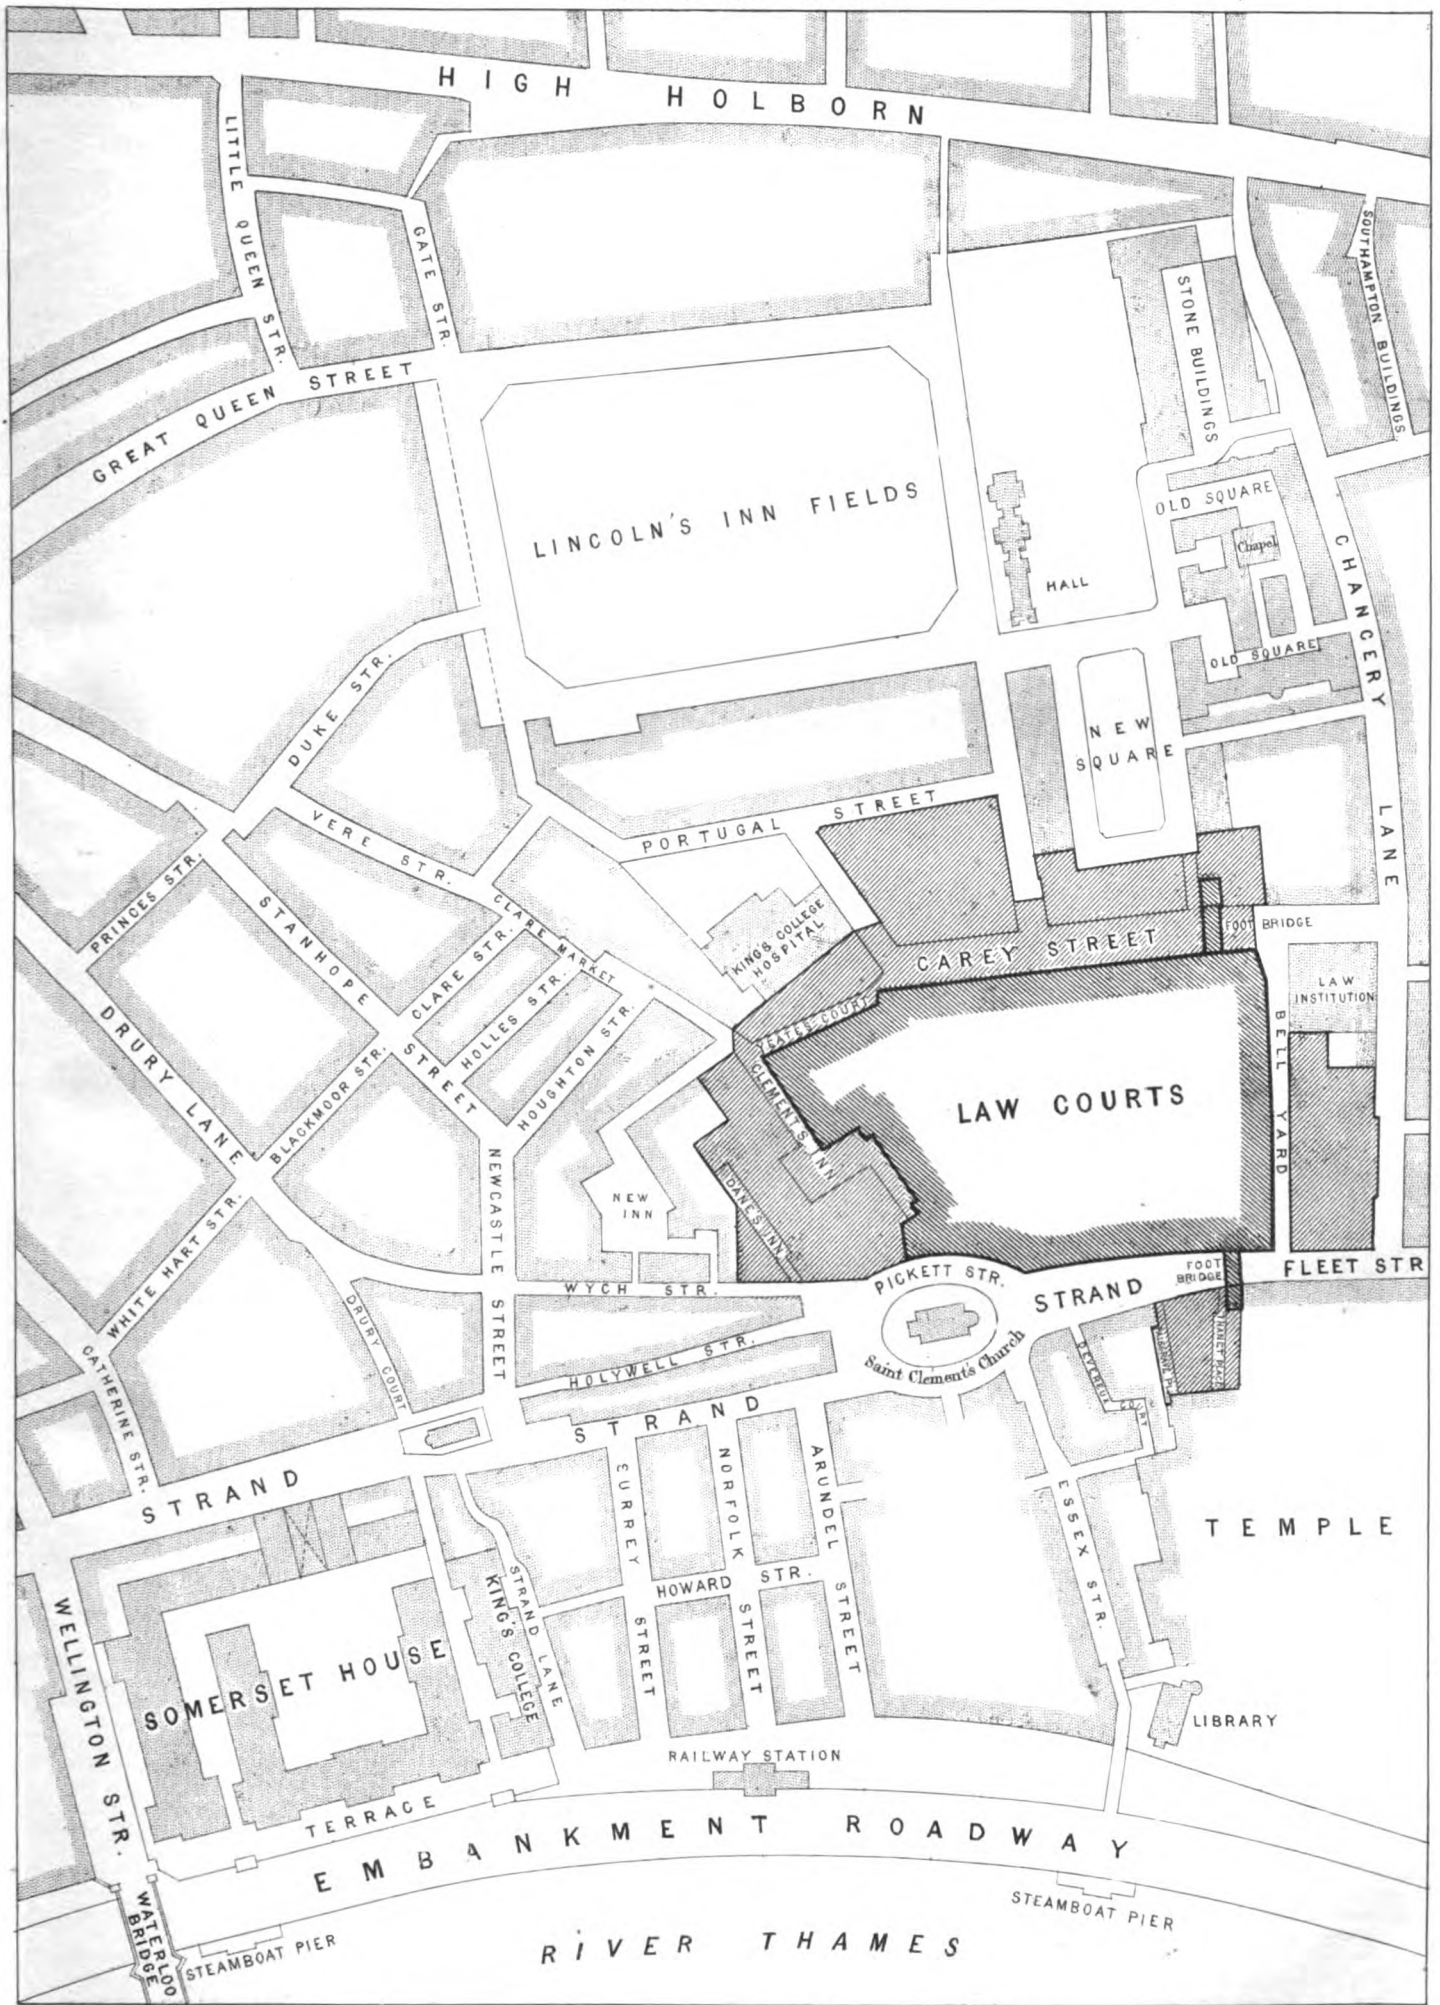 HIGH HOLBORN
LITTLE QUEEN STR.
GATE STR.
SOUTHAMPTON BUILDINGS
STONE BUILDINGS
GREAT QUEEN STREET
LINCOLN'S INN FIELDS
OLD SQUARE
Chapel
CHANCERY LANE
HALL
OLD SQUARE
DUKE STR.
NEW
SQUARE
VERE STR.
PORTUGAL STREET
PRINCES STR.
STANHOPE STREET
CLARE MARKET
CLARE STR.
KING'S COLLEGE
HOSPITAL
CAREY STREET
FOOT BRIDGE
HOLLES STR.
LAW
INSTITUTION
DRURY LANE
HOUGHTON STR.
YEATES COURT
BELL YARD
BLACKMOOR STR.
CLEMENTS INN
LAW COURTS
NEWCASTLE STREET
NEW
INN
DANES INN
WHITE HART STR.
WYCH STR.
PICKETT STR.
STRAND
FOOT
BRIDGE
FLEET STR
DRURY COURT
CATHERINE STR.
HOLYWELL STR.
Saint Clement's Church
DEVEREUX COURT
THANET PLACE
STRAND
STRAND
SURREY STREET
NORFOLK STREET
ARUNDEL STREET
ESSEX STR.
TEMPLE
HOWARD STR.
STRAND LANE
KING'S COLLEGE
WELLINGTON STR.
SOMERSET HOUSE
LIBRARY
RAILWAY STATION
TERRACE
EMBANKMENT ROADWAY
WATERLOO
BRIDGE
STEAMBOAT PIER
STEAMBOAT PIER
RIVER THAMES